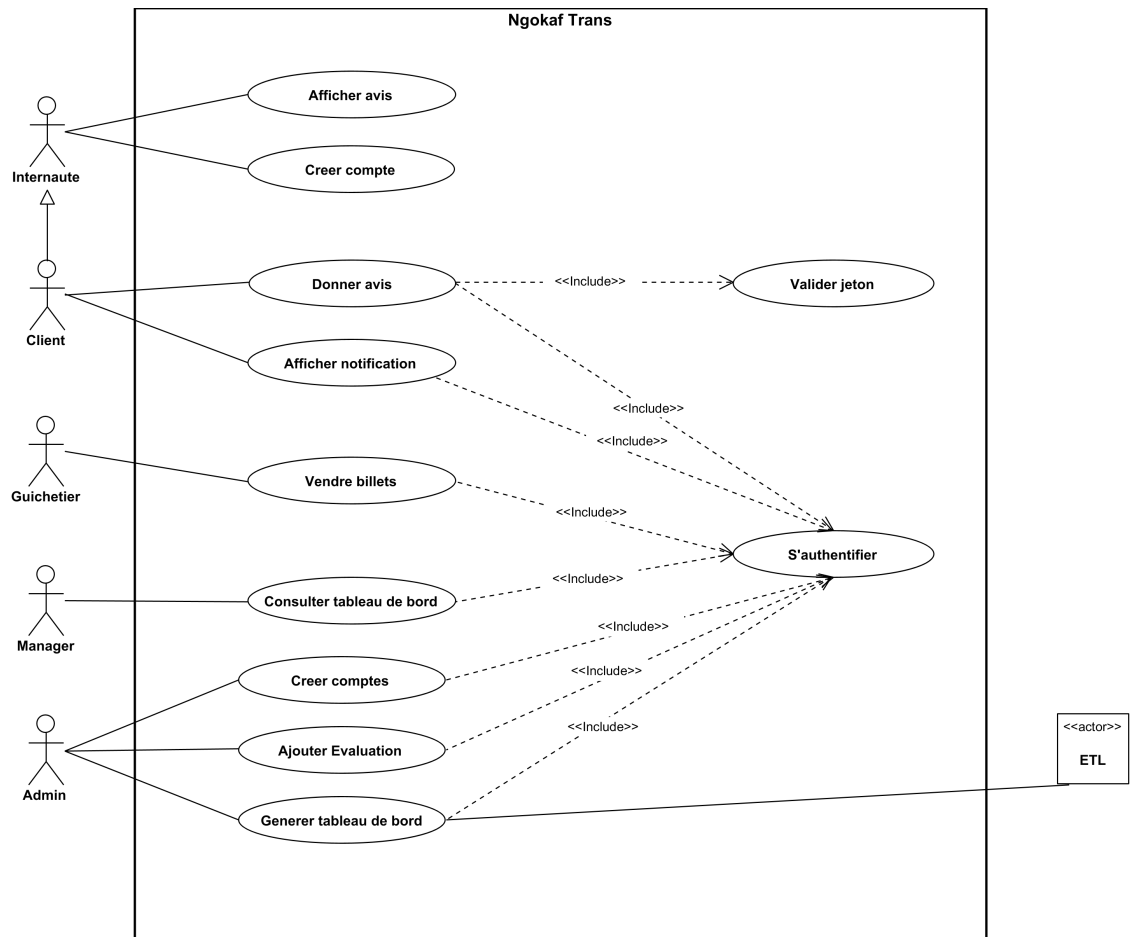 Ngokaf Trans
Afficher avis
Creer compte
Internaute
Donner avis
<<Include>>
Valider jeton
Client
Afficher notification
<<Include>>
<<Include>>
Guichetier
Vendre billets
<<Include>>
S'authentifier
<<Include>>
Consulter tableau de bord
Manager
<<Include>>
Creer comptes
<<Include>>
<<Include>>
<<actor>>
ETL
Ajouter Evaluation
Admin
Generer tableau de bord